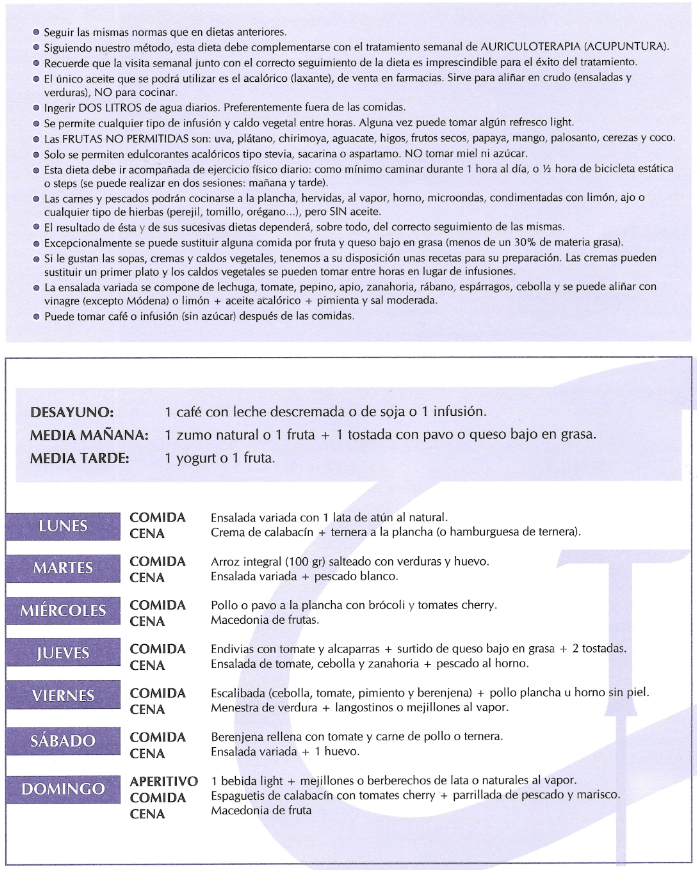 Seguir las mismas normas que en dietas anteriores.
Siguiendo nuestro método, esta dieta debe complementarse con el tratamiento semanal de AURICULOTERAPIA (ACUPUNTURA).
Recuerde que la visita semanal junto con el correcto seguimiento de la dieta es imprescindible para el éxito del tratamiento.
El único aceite que se podrá utilizar es el acalórico (laxante), de venta en farmacias. Sirve para aliñar en crudo (ensaladas y
verduras), NO para cocinar.
Ingerir DOS LITROS de agua diarios. Preferentemente fuera de las comidas.
Se permite cualquier tipo de infusión y caldo vegetal entre horas. Alguna vez puede tomar algún refresco light.
Las FRUTAS NO PERMITIDAS son: uva, plátano, chirimoya, aguacate, higos, frutos secos, papaya, mango, palosanto, cerezas y coco.
Solo se permiten edulcorantes acalóricos tipo stevia, sacarina o aspartamo. NO tomar miel ni azúcar.
Esta dieta debe ir acompañada de ejercicio físico diario: como mínimo caminar durante 1 hora al día, o ½ hora de bicicleta estática
o steps (se puede realizar en dos sesiones: mañana y tarde).
Las carnes y pescados podrán cocinarse a la plancha, hervidas, al vapor, horno, microondas, condimentadas con limón, ajo o
cualquier tipo de hierbas (perejil, tomillo, orégano...), pero SIN aceite.
El resultado de ésta y de sus sucesivas dietas dependerá, sobre todo, del correcto seguimiento de las mismas.
Excepcionalmente se puede sustituir alguna comida por fruta y queso bajo en grasa (menos de un 30% de materia grasa).
Si le gustan las sopas, cremas y caldos vegetales, tenemos a su disposición unas recetas para su preparación. Las cremas pueden
sustituir un primer plato y los caldos vegetales se pueden tomar entre horas en lugar de infusiones.
La ensalada variada se compone de lechuga, tomate, pepino, apio, zanahoria, rábano, espárragos, cebolla y se puede aliñar con
vinagre (excepto Módena) o limón + aceite acalórico + pimienta y sal moderada.
Puede tomar café o infusión (sin azúcar) después de las comidas.
DESAYUNO: 1 café con leche descremada o de soja o 1 infusión.
MEDIA MAÑANA: 1 zumo natural o 1 fruta + 1 tostada con pavo o queso bajo en grasa.
MEDIA TARDE: 1 yogurt o 1 fruta.
LUNES COMIDA Ensalada variada con 1 lata de atún al natural.
CENA Crema de calabacín + ternera a la plancha (o hamburguesa de ternera).
MARTES COMIDA Arroz integral (100 gr) salteado con verduras y huevo.
CENA Ensalada variada + pescado blanco.
MIÉRCOLES COMIDA Pollo o pavo a la plancha con brócoli y tomates cherry.
CENA Macedonia de frutas.
JUEVES COMIDA Endivias con tomate y alcaparras + surtido de queso bajo en grasa + 2 tostadas.
CENA Ensalada de tomate, cebolla y zanahoria + pescado al horno.
VIERNES COMIDA Escalibada (cebolla, tomate, pimiento y berenjena) + pollo plancha u horno sin piel.
CENA Menestra de verdura + langostinos o mejillones al vapor.
SÁBADO COMIDA Berenjena rellena con tomate y carne de pollo o ternera.
CENA Ensalada variada + 1 huevo.
DOMINGO APERITIVO 1 bebida light + mejillones o berberechos de lata o naturales al vapor.
COMIDA Espaguetis de calabacín con tomates cherry + parrillada de pescado y marisco.
CENA Macedonia de fruta